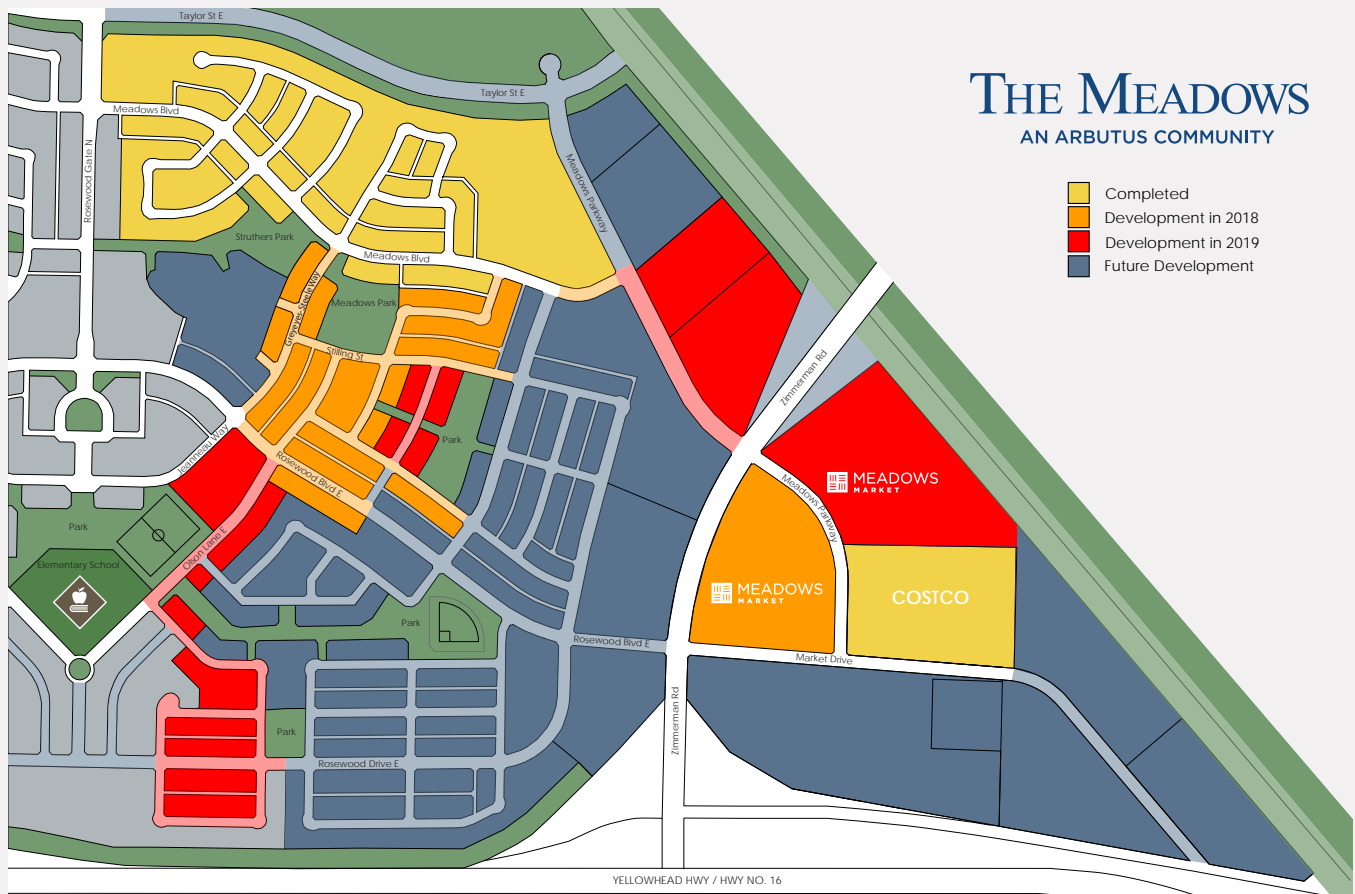 Taylor St E
THE MEADOWS
AN ARBUTUS COMMUNITY
Completed
Development in 2018
Development in 2019
Future Development
Taylor St E
Meadows Blvd
Rosewood Gate N
Meadows Parkway
Struthers Park
Meadows Blvd
Greyeyes-Steele Way
Meadows Park
Stilling St
Zimmerman Rd
Jeanneau Way
Park
Rosewood Blvd E
MEADOWS
MARKET
Meadows Parkway
Park
Olson Lane E
Elementary School
MEADOWS
MARKET
COSTCO
Park
Rosewood Blvd E
Market Drive
Zimmerman Rd
Park
Rosewood Drive E
YELLOWHEAD HWY / HWY NO. 16